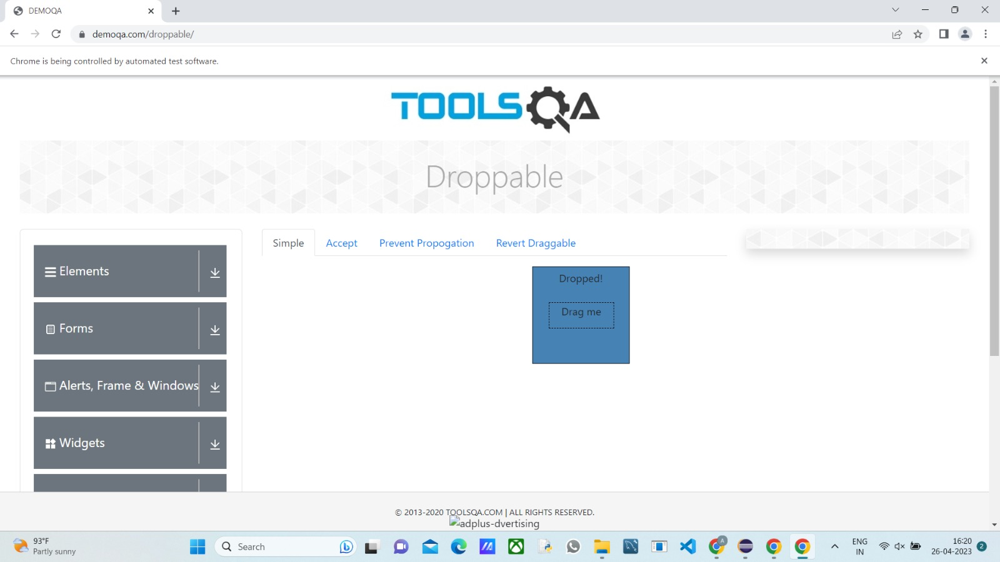 DEMOQA
demoqa.com/droppable/
Chrome is being controlled by automated test software.
TOOLSQA
Droppable
Simple Accept Prevent Propogation Revert Draggable
Elements
Forms
Alerts, Frame & Windows
Widgets
Dropped!
Drag me
© 2013-2020 TOOLSQA.COM | ALL RIGHTS RESERVED.
adplus-dvertising
93°F
Partly sunny
Search
A
ENG
IN
16:20
26-04-2023
2